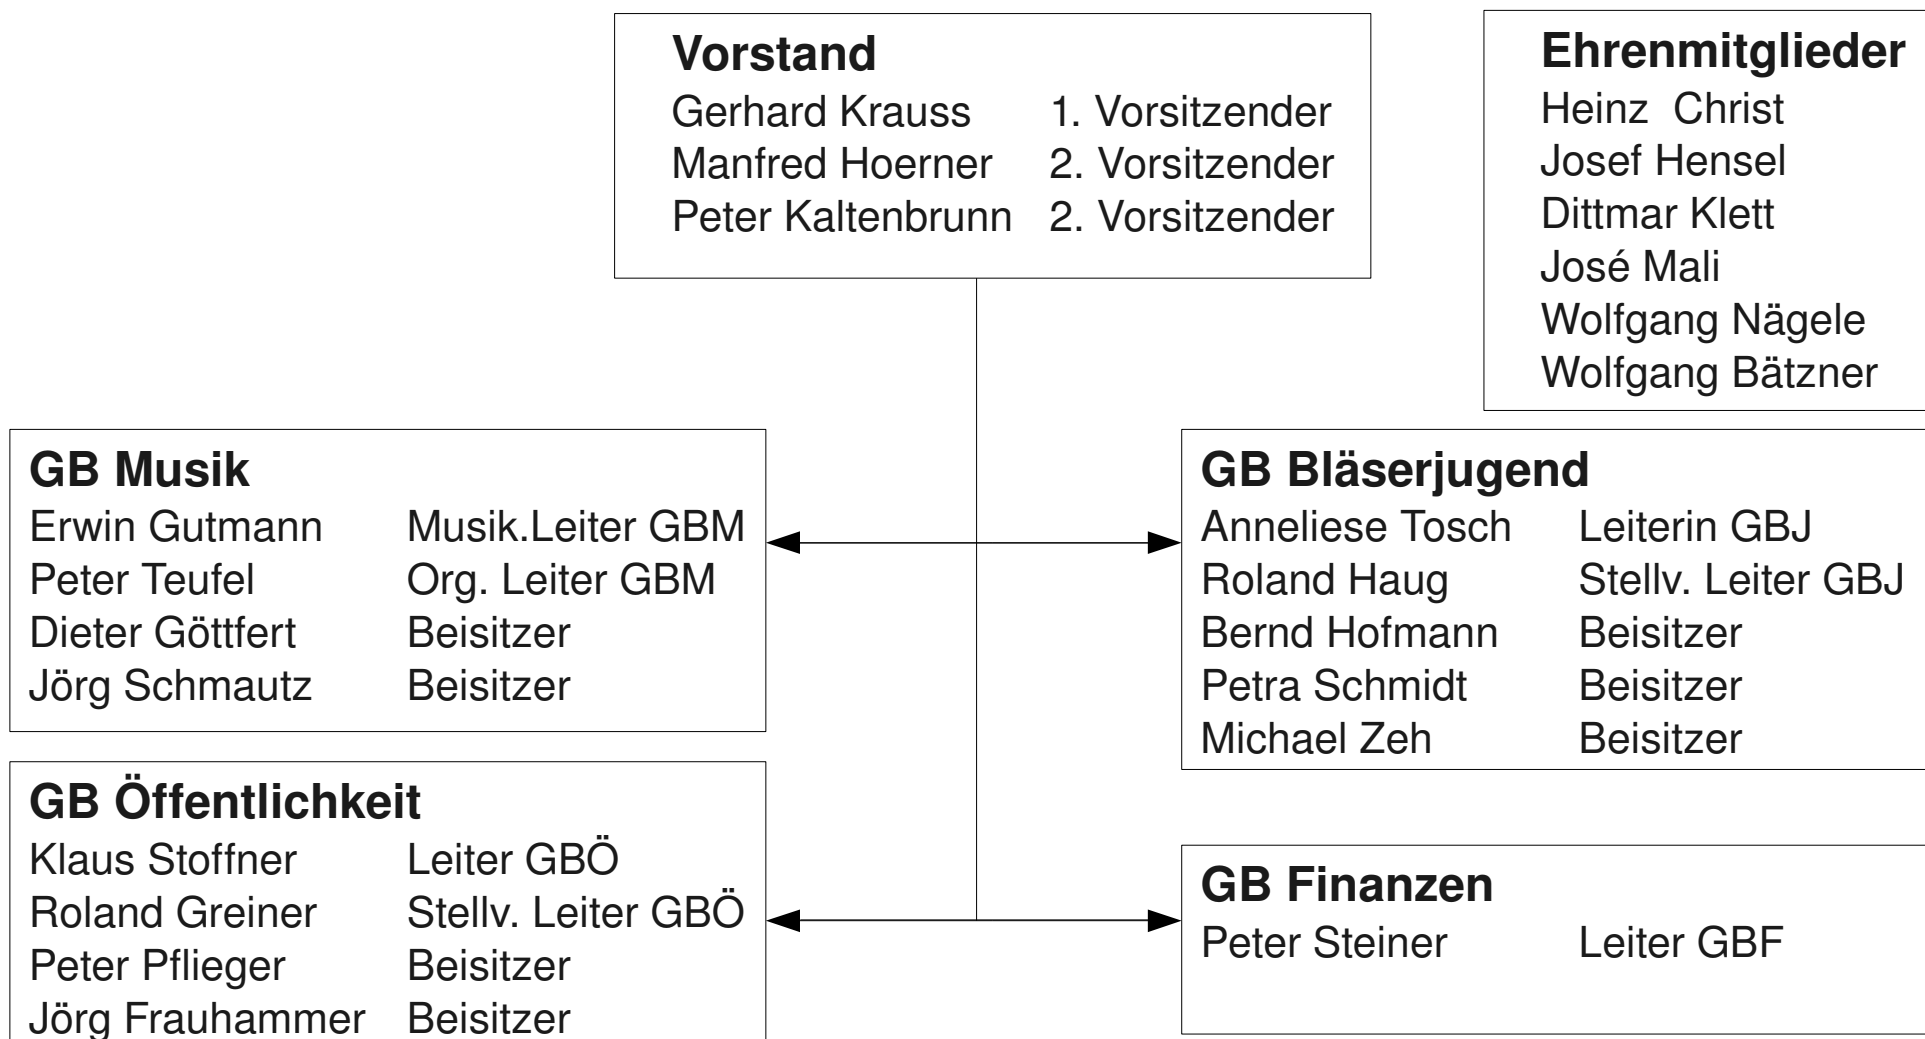 Vorstand
Gerhard Krauss 1. Vorsitzender
Manfred Hoerner 2. Vorsitzender
Peter Kaltenbrunn 2. Vorsitzender
Ehrenmitglieder
Heinz Christ
Josef Hensel
Dittmar Klett
José Mali
Wolfgang Nägele
Wolfgang Bätzner
GB Musik
Erwin Gutmann Musik.Leiter GBM
Peter Teufel Org. Leiter GBM
Dieter Göttfert Beisitzer
Jörg Schmautz Beisitzer
GB Bläserjugend
Anneliese Tosch Leiterin GBJ
Roland Haug Stellv. Leiter GBJ
Bernd Hofmann Beisitzer
Petra Schmidt Beisitzer
Michael Zeh Beisitzer
GB Öffentlichkeit
Klaus Stoffner Leiter GBÖ
Roland Greiner Stellv. Leiter GBÖ
Peter Pflieger Beisitzer
Jörg Frauhammer Beisitzer
GB Finanzen
Peter Steiner Leiter GBF